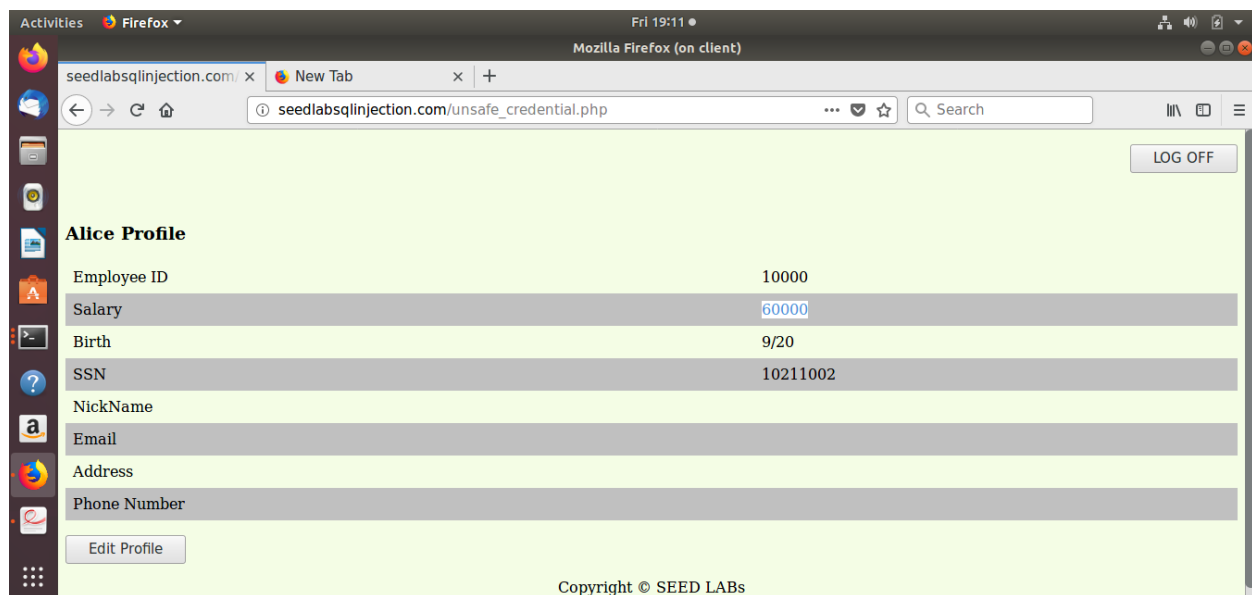 Activities Firefox Fri 19:11
Mozilla Firefox (on client)
seedlabsqlinjection.com/ New Tab
seedlabsqlinjection.com/unsafe_credential.php Search
LOG OFF
Alice Profile
Employee ID 10000
Salary 60000
Birth 9/20
SSN 10211002
NickName
Email
Address
Phone Number
Edit Profile
Copyright © SEED LABs